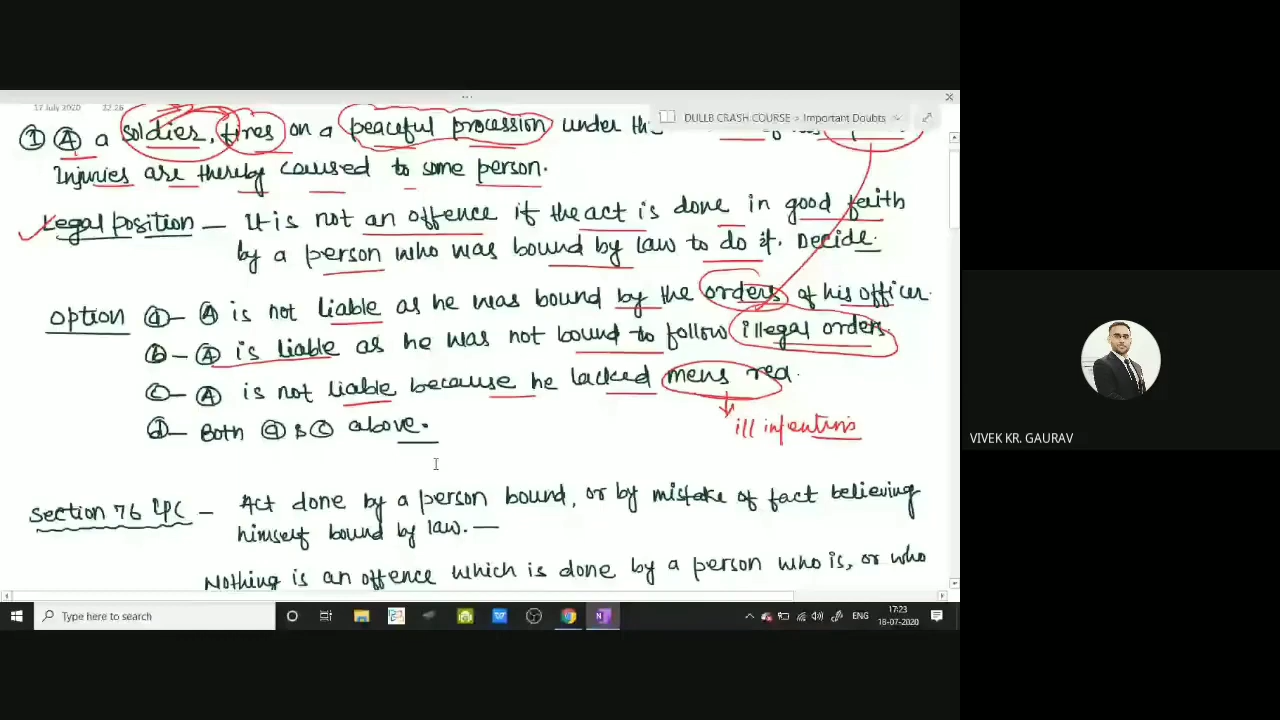 17 July 2020 22:26
DULLB CRASH COURSE > Important Doubts
① Ⓐ a soldies, fires on a peaceful procession under the
Injuries are thereby caused to some person.
Legal position – It is not an offence if the act is done in good faith
by a person who was bound by law to do it. Decide.
option ⓐ– Ⓐ is not liable as he was bound by the orders of his officer.
ⓑ– Ⓐ is liable as he was not bound to follow illegal orders.
ⓒ– Ⓐ is not liable because he lacked mens rea.
ill intentions
ⓓ– Both ⓐ & ⓒ above.
Section 76 IPC – Act done by a person bound, or by mistake of fact believing
himself bound by law. —
Nothing is an offence which is done by a person who is, or who
VIVEK KR. GAURAV
Type here to search
ENG
17:23
18-07-2020